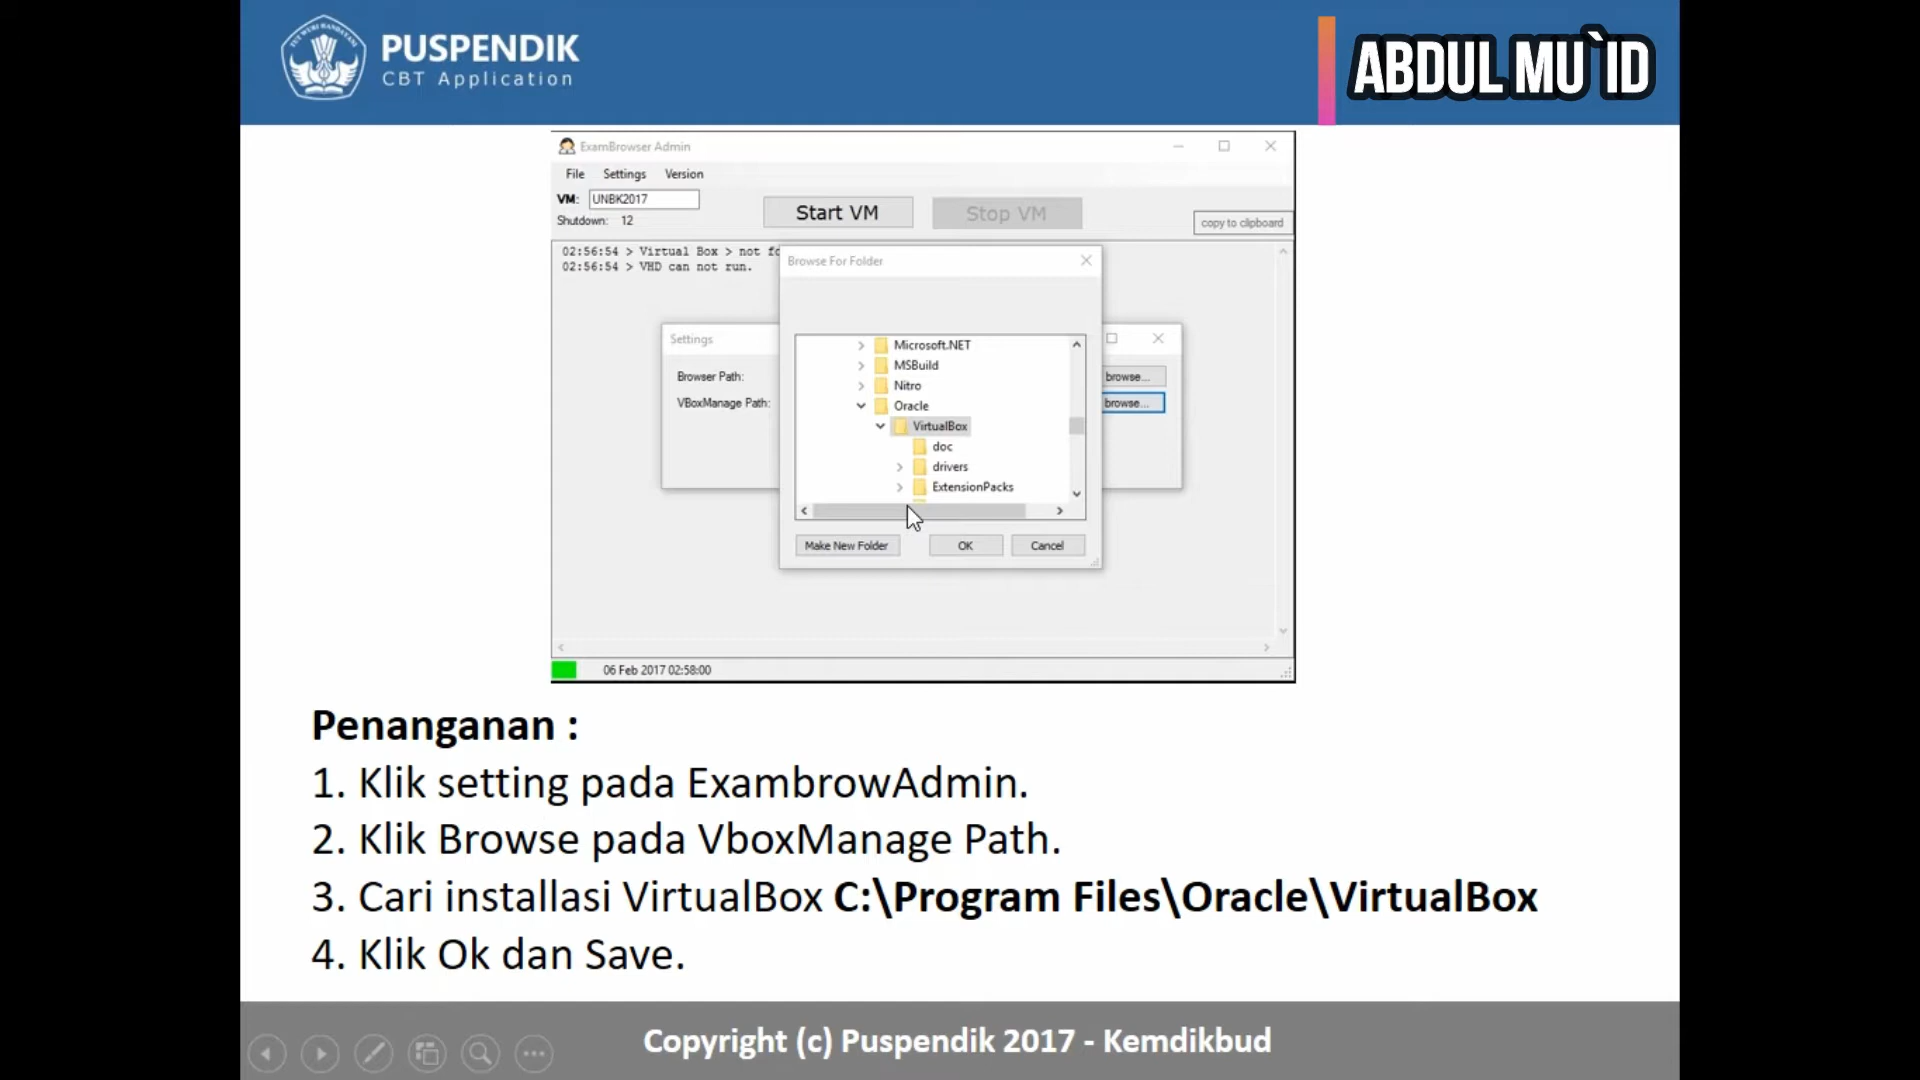 PUSPENDIK
CBT Application
ABDUL MU`ID
ExamBrowser Admin
File Settings Version
VM: UNBK2017
Shutdown: 12
Start VM
Stop VM
copy to clipboard
02:56:54 > Virtual Box > not
02:56:54 > VHD can not run.
Browse For Folder
Settings
Browser Path:
browse...
VBoxManage Path:
browse...
Microsoft.NET
MSBuild
Nitro
Oracle
VirtualBox
doc
drivers
ExtensionPacks
Make New Folder
OK
Cancel
06 Feb 2017 02:58:00
Penanganan :
1. Klik setting pada ExambrowAdmin.
2. Klik Browse pada VboxManage Path.
3. Cari installasi VirtualBox C:\Program Files\Oracle\VirtualBox
4. Klik Ok dan Save.
Copyright (c) Puspendik 2017 - Kemdikbud